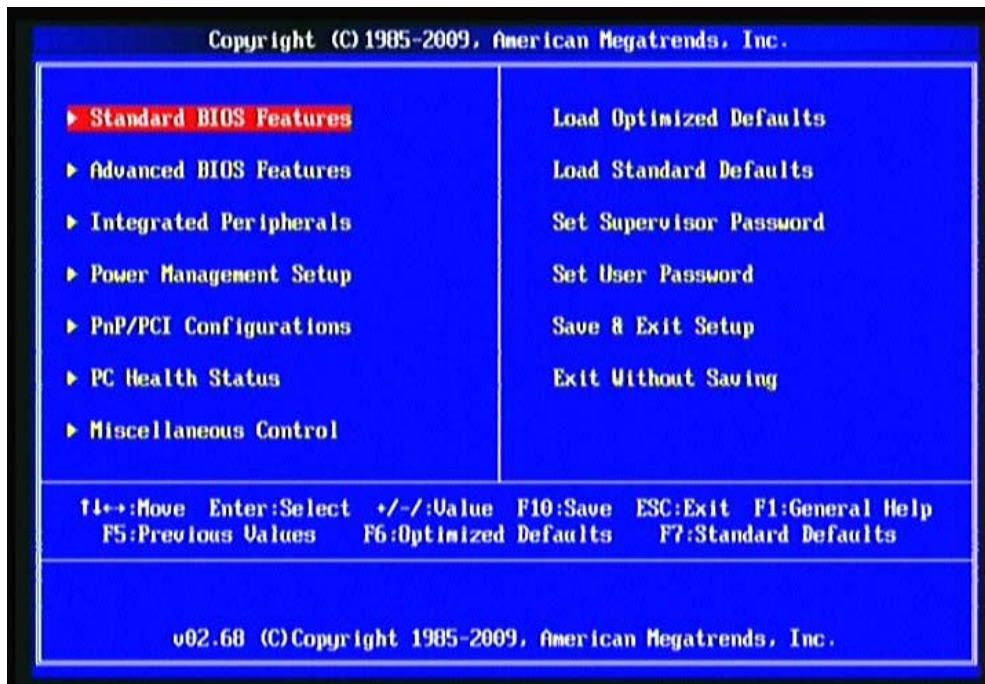 Copyright (C) 1985-2009, American Megatrends, Inc.
▶ Standard BIOS Features
▶ Advanced BIOS Features
▶ Integrated Peripherals
▶ Power Management Setup
▶ PnP/PCI Configurations
▶ PC Health Status
▶ Miscellaneous Control
Load Optimized Defaults
Load Standard Defaults
Set Supervisor Password
Set User Password
Save & Exit Setup
Exit Without Saving
↑↓←→:Move Enter:Select +/-/:Value F10:Save ESC:Exit F1:General Help
F5:Previous Values F6:Optimized Defaults F7:Standard Defaults
v02.68 (C)Copyright 1985-2009, American Megatrends, Inc.